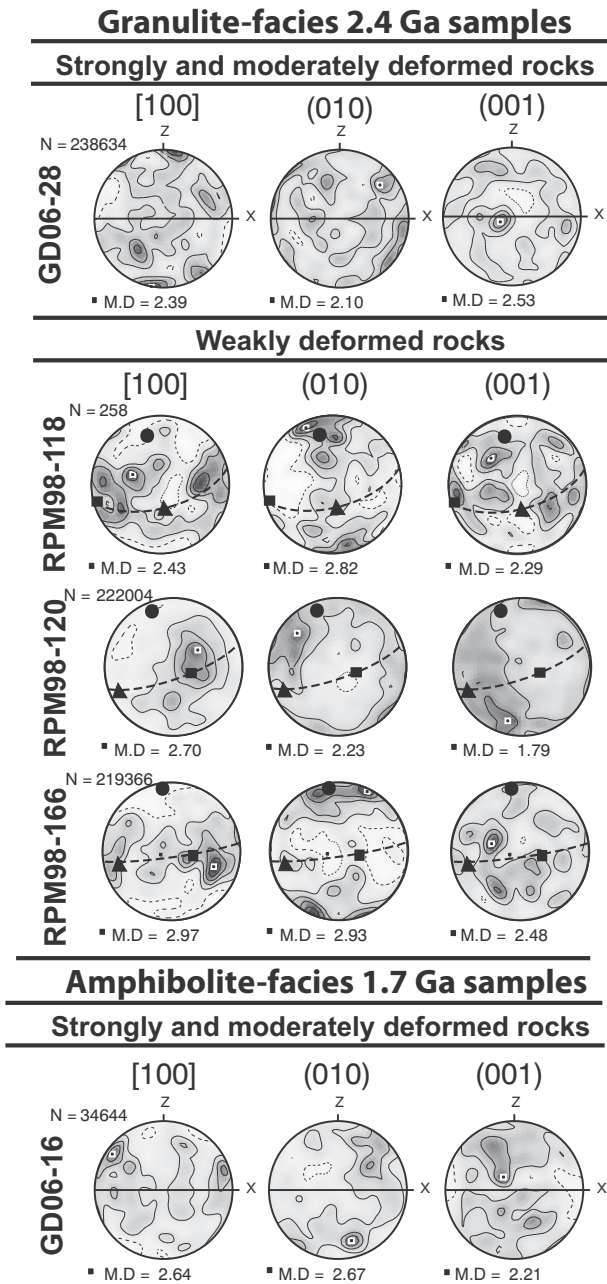 Granulite-facies 2.4 Ga samples
Strongly and moderately deformed rocks
[100] (010) (001)
Z Z Z
N = 238634
GD06-28
X X X
M.D = 2.39 M.D = 2.10 M.D = 2.53
Weakly deformed rocks
[100] (010) (001)
N = 258
RPM98-118
M.D = 2.43 M.D = 2.82 M.D = 2.29
N = 222004
RPM98-120
M.D = 2.70 M.D = 2.23 M.D = 1.79
N = 219366
RPM98-166
M.D = 2.97 M.D = 2.93 M.D = 2.48
Amphibolite-facies 1.7 Ga samples
Strongly and moderately deformed rocks
[100] (010) (001)
Z Z Z
N = 34644
GD06-16
X X X
M.D = 2.64 M.D = 2.67 M.D = 2.21